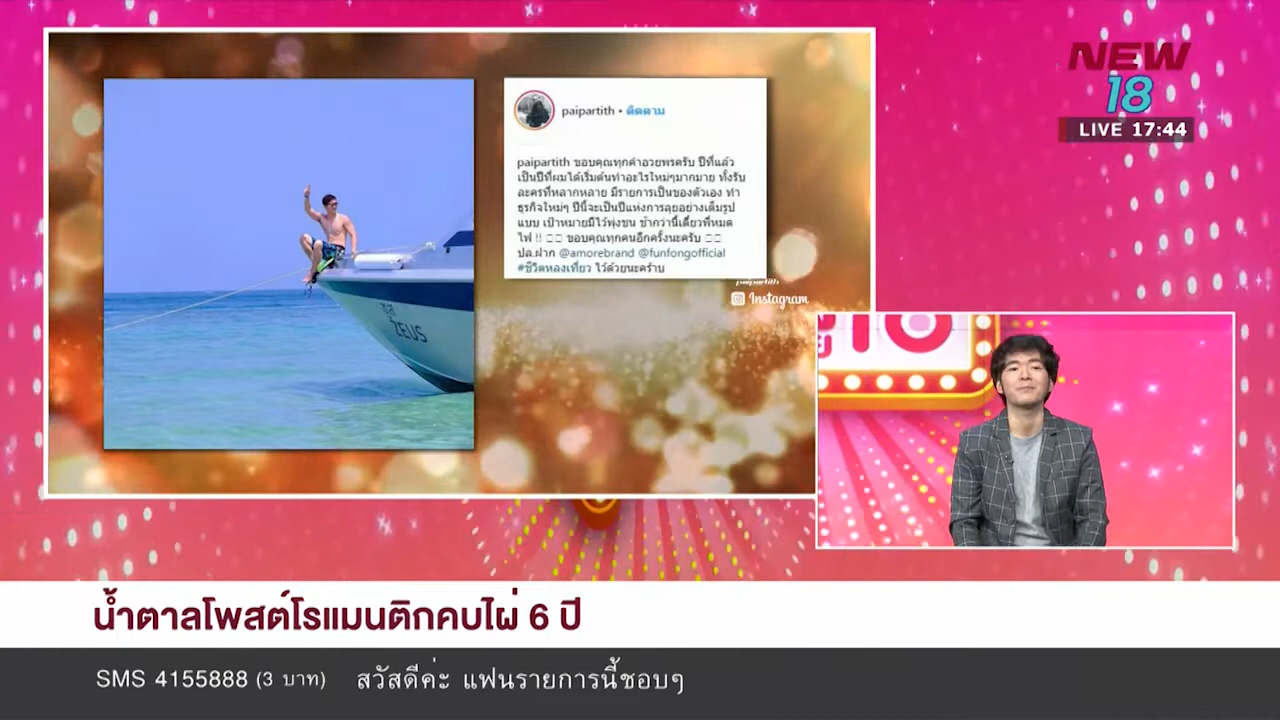 NEW
18
LIVE 17:44
paipartith • ติดตาม
paipartith ขอบคุณทุกคำอวยพรครับ ปีที่แล้ว
เป็นปีที่ผมได้เริ่มต้นทำอะไรใหม่ๆมากมาย ทั้งรับ
ละครที่หลากหลาย มีรายการเป็นของตัวเอง ทำ
ธุรกิจใหม่ๆ ปีนี้จะเป็นปีแห่งการลุยอย่างเต็มรูป
แบบ เป้าหมายมีไว้พุ่งชน ช้ากว่านี้เดี๋ยวพี่หมด
ไฟ !! ขอบคุณทุกคนอีกครั้งนะครับ
ปล.ฝาก @amorebrand @funfongofficial
#ชีวิตหลงเที่ยว ไว้ด้วยนะคร้าบ
paipartith
Instagram
ซุส
ZEUS
18
น้ำตาลโพสต์โรแมนติกคบไผ่ 6 ปี
SMS 4155888 (3 บาท) สวัสดีค่ะ แฟนรายการนี้ชอบๆ